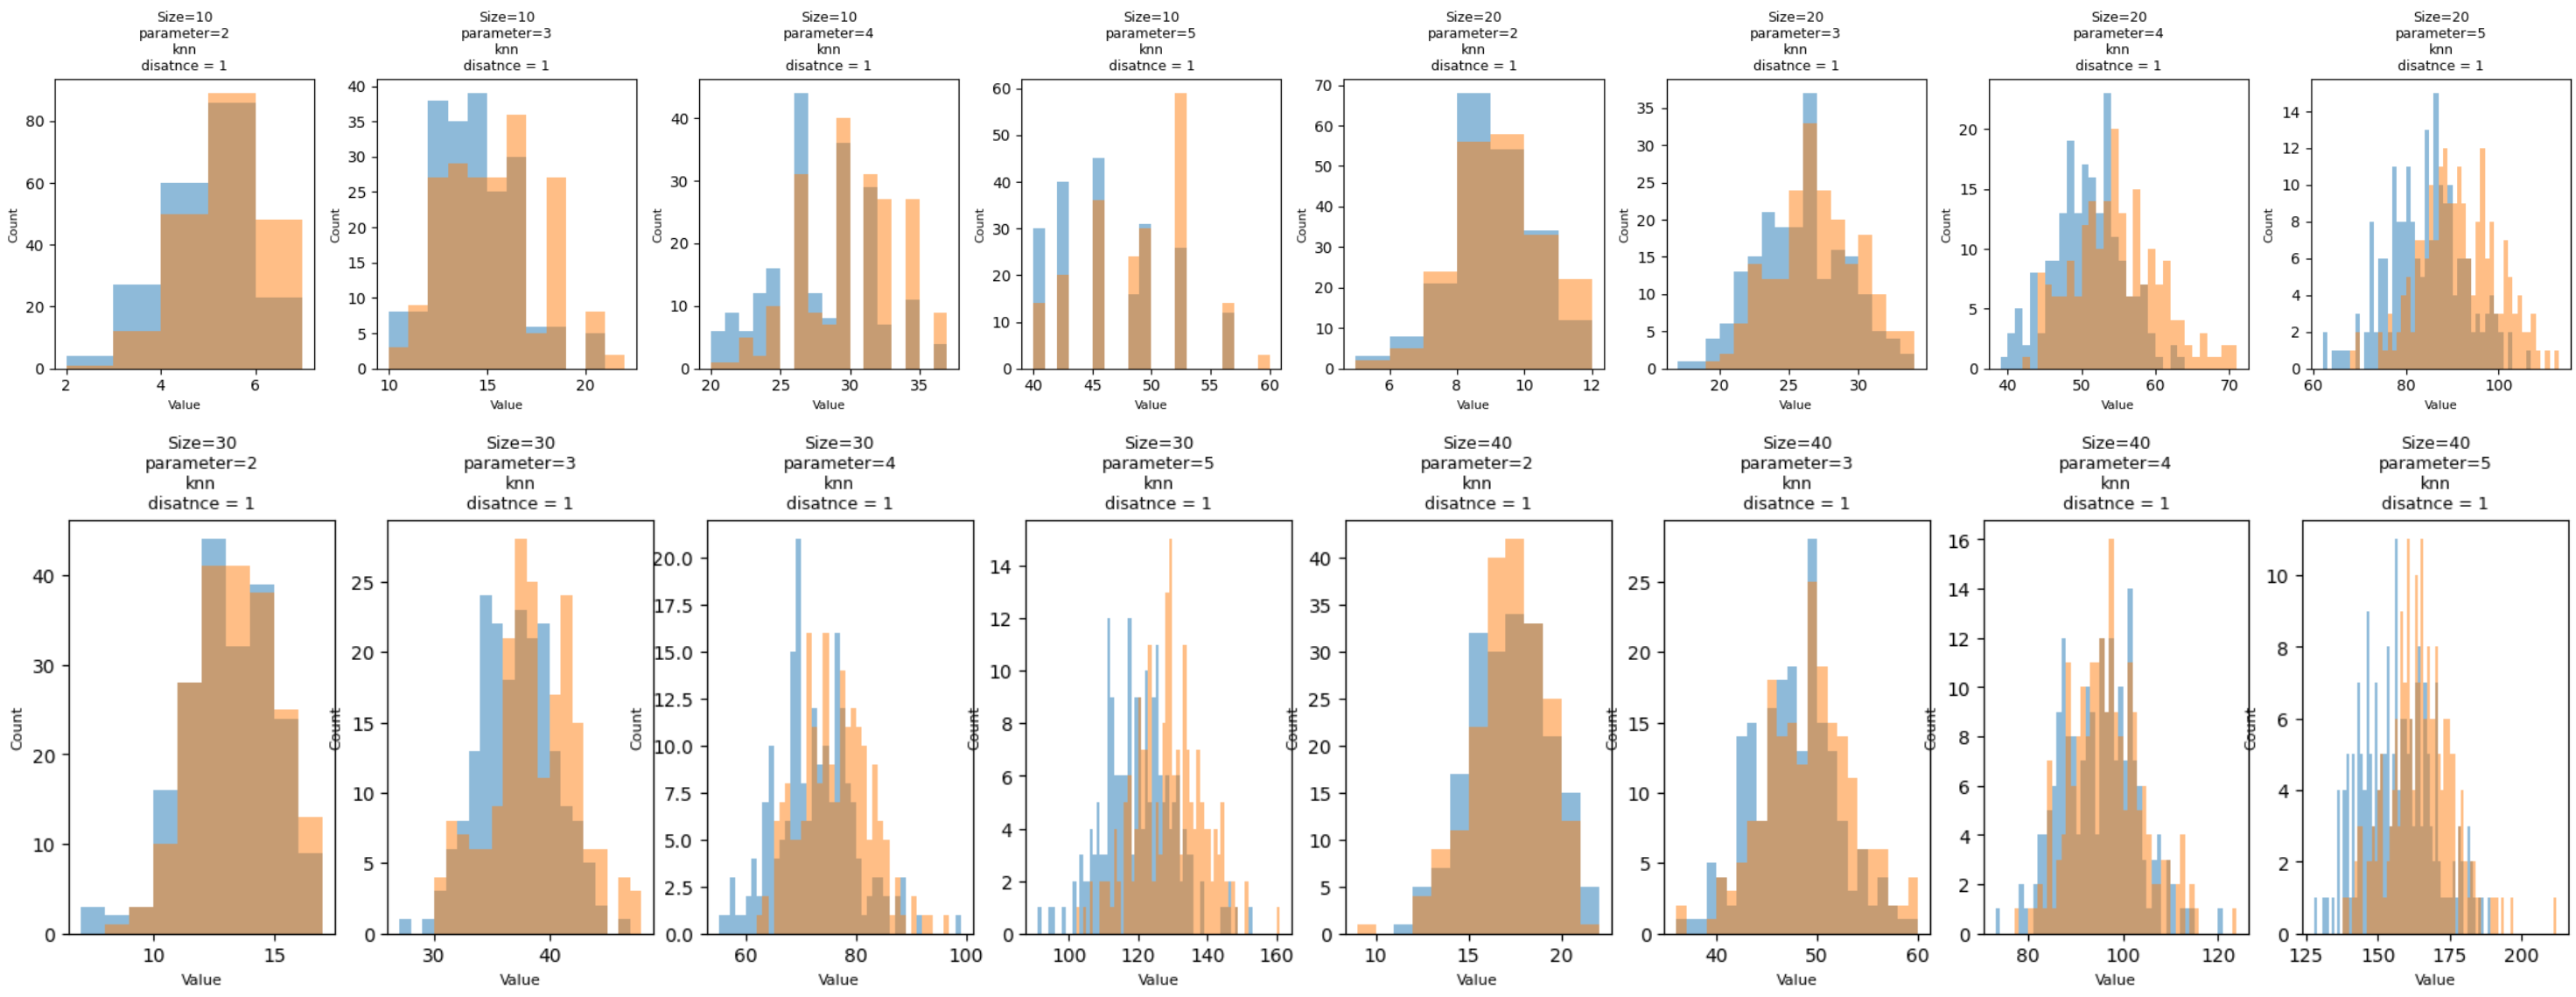 Size=10
parameter=2
knn
disatnce = 1
Count
80
60
40
20
0
2 4 6
Value
Size=10
parameter=3
knn
disatnce = 1
Count
40
35
30
25
20
15
10
5
0
10 15 20
Value
Size=10
parameter=4
knn
disatnce = 1
Count
40
30
20
10
0
20 25 30 35
Value
Size=10
parameter=5
knn
disatnce = 1
Count
60
50
40
30
20
10
0
40 45 50 55 60
Value
Size=20
parameter=2
knn
disatnce = 1
Count
70
60
50
40
30
20
10
0
6 8 10 12
Value
Size=20
parameter=3
knn
disatnce = 1
Count
35
30
25
20
15
10
5
0
20 25 30
Value
Size=20
parameter=4
knn
disatnce = 1
Count
20
15
10
5
0
40 50 60 70
Value
Size=20
parameter=5
knn
disatnce = 1
Count
14
12
10
8
6
4
2
0
60 80 100
Value
Size=30
parameter=2
knn
disatnce = 1
Count
40
30
20
10
0
10 15
Value
Size=30
parameter=3
knn
disatnce = 1
Count
25
20
15
10
5
0
30 40
Value
Size=30
parameter=4
knn
disatnce = 1
Count
20.0
17.5
15.0
12.5
10.0
7.5
5.0
2.5
0.0
60 80 100
Value
Size=30
parameter=5
knn
disatnce = 1
Count
14
12
10
8
6
4
2
0
100 120 140 160
Value
Size=40
parameter=2
knn
disatnce = 1
Count
40
35
30
25
20
15
10
5
0
10 15 20
Value
Size=40
parameter=3
knn
disatnce = 1
Count
25
20
15
10
5
0
40 50 60
Value
Size=40
parameter=4
knn
disatnce = 1
Count
16
14
12
10
8
6
4
2
0
80 100 120
Value
Size=40
parameter=5
knn
disatnce = 1
Count
10
8
6
4
2
0
125 150 175 200
Value